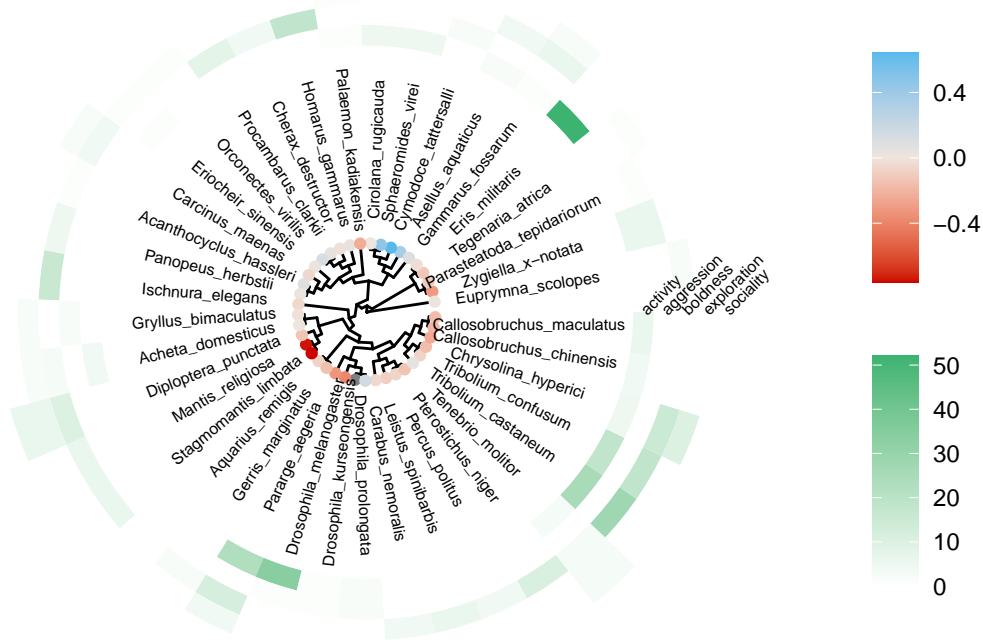 Palaemon_kadiakensis
Cirolana_rugicauda
Sphaeromides_virei
Cymodoce_tattersalli
Asellus_aquaticus
Gammarus_fossarum
Eris_militaris
Tegenaria_atrica
Parasteatoda_tepidariorum
Zygiella_x−notata
Euprymna_scolopes
Callosobruchus_maculatus
Callosobruchus_chinensis
Chrysolina_hyperici
Tribolium_confusum
Tribolium_castaneum
Tenebrio_molitor
Pterostichus_niger
Percus_politus
Leistus_spinibarbis
Carabus_nemoralis
Drosophila_prolongata
Drosophila_kurseongensis
Drosophila_melanogaster
Pararge_aegeria
Gerris_marginatus
Aquarius_remigis
Stagmomantis_limbata
Mantis_religiosa
Diploptera_punctata
Acheta_domesticus
Gryllus_bimaculatus
Ischnura_elegans
Panopeus_herbstii
Acanthocyclus_hassleri
Carcinus_maenas
Eriocheir_sinensis
Orconectes_virilis
Procambarus_clarkii
Cherax_destructor
Homarus_gammarus
activity
aggression
boldness
exploration
sociality
0.4
0.0
−0.4
50
40
30
20
10
0